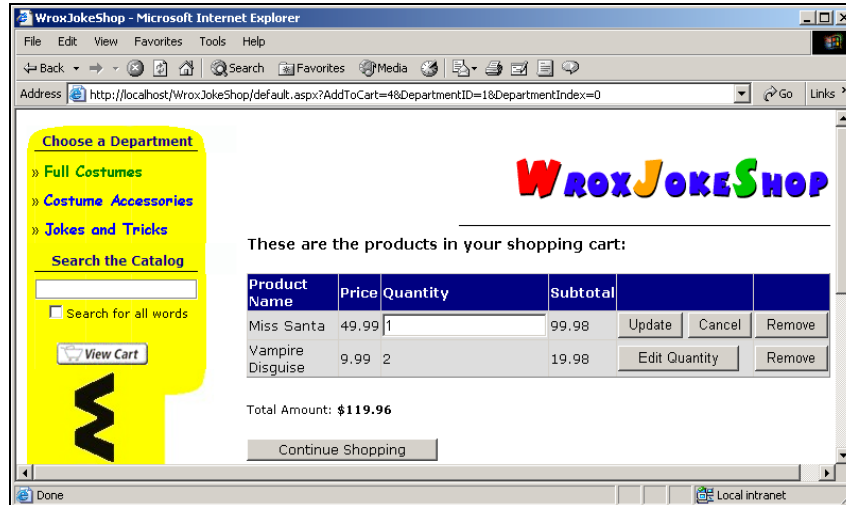 WroxJokeShop - Microsoft Internet Explorer
File Edit View Favorites Tools Help
Back Search Favorites Media
Address http://localhost/WroxJokeShop/default.aspx?AddToCart=4&DepartmentID=1&DepartmentIndex=0 Go Links »
Choose a Department
» Full Costumes
» Costume Accessories
» Jokes and Tricks
Search the Catalog
Search for all words
View Cart
W
WROXJOKESHOP
These are the products in your shopping cart:
Product Name Price Quantity Subtotal
Miss Santa 49.99 1 99.98 Update Cancel Remove
Vampire Disguise 9.99 2 19.98 Edit Quantity Remove
Total Amount: $119.96
Continue Shopping
Done Local intranet